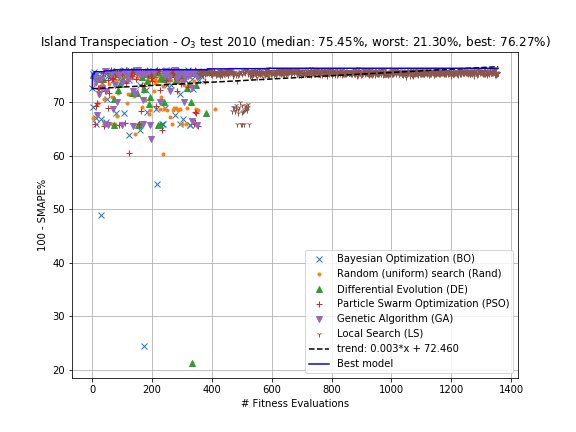 Island Transpeciation - O3 test 2010 (median: 75.45%, worst: 21.30%, best: 76.27%)
100 - SMAPE%
70
60
50
40
30
20
Bayesian Optimization (BO)
Random (uniform) search (Rand)
Differential Evolution (DE)
Particle Swarm Optimization (PSO)
Genetic Algorithm (GA)
Local Search (LS)
trend: 0.003*x + 72.460
Best model
0 200 400 600 800 1000 1200 1400
# Fitness Evaluations